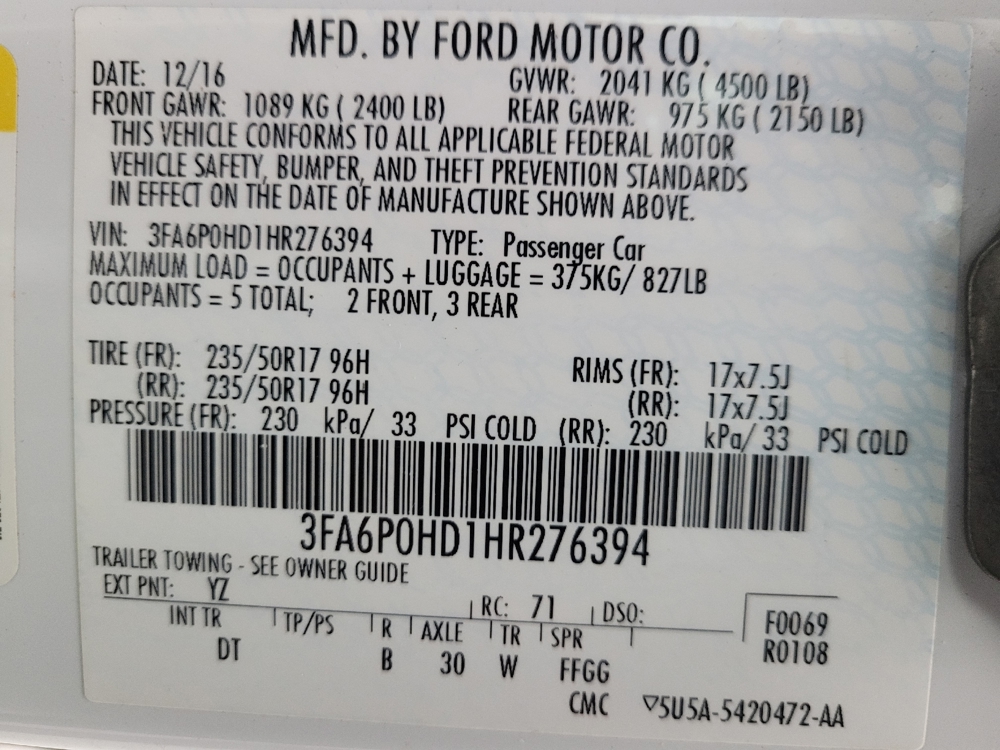 MFD. BY FORD MOTOR CO.
DATE: 12/16 GVWR: 2041 KG ( 4500 LB)
FRONT GAWR: 1089 KG ( 2400 LB) REAR GAWR: 975 KG ( 2150 LB)
THIS VEHICLE CONFORMS TO ALL APPLICABLE FEDERAL MOTOR
VEHICLE SAFETY, BUMPER, AND THEFT PREVENTION STANDARDS
IN EFFECT ON THE DATE OF MANUFACTURE SHOWN ABOVE.
VIN: 3FA6P0HD1HR276394 TYPE: Passenger Car
MAXIMUM LOAD = OCCUPANTS + LUGGAGE = 375KG/ 827LB
OCCUPANTS = 5 TOTAL; 2 FRONT, 3 REAR
TIRE (FR): 235/50R17 96H RIMS (FR): 17x7.5J
(RR): 235/50R17 96H (RR): 17x7.5J
PRESSURE (FR): 230 kPa/ 33 PSI COLD (RR): 230 kPa/ 33 PSI COLD
3FA6P0HD1HR276394
TRAILER TOWING - SEE OWNER GUIDE
EXT PNT: YZ RC: 71 DSO:
INT TR TP/PS R AXLE TR SPR F0069
DT B 30 W FFGG R0108
CMC ▽5U5A-5420472-AA